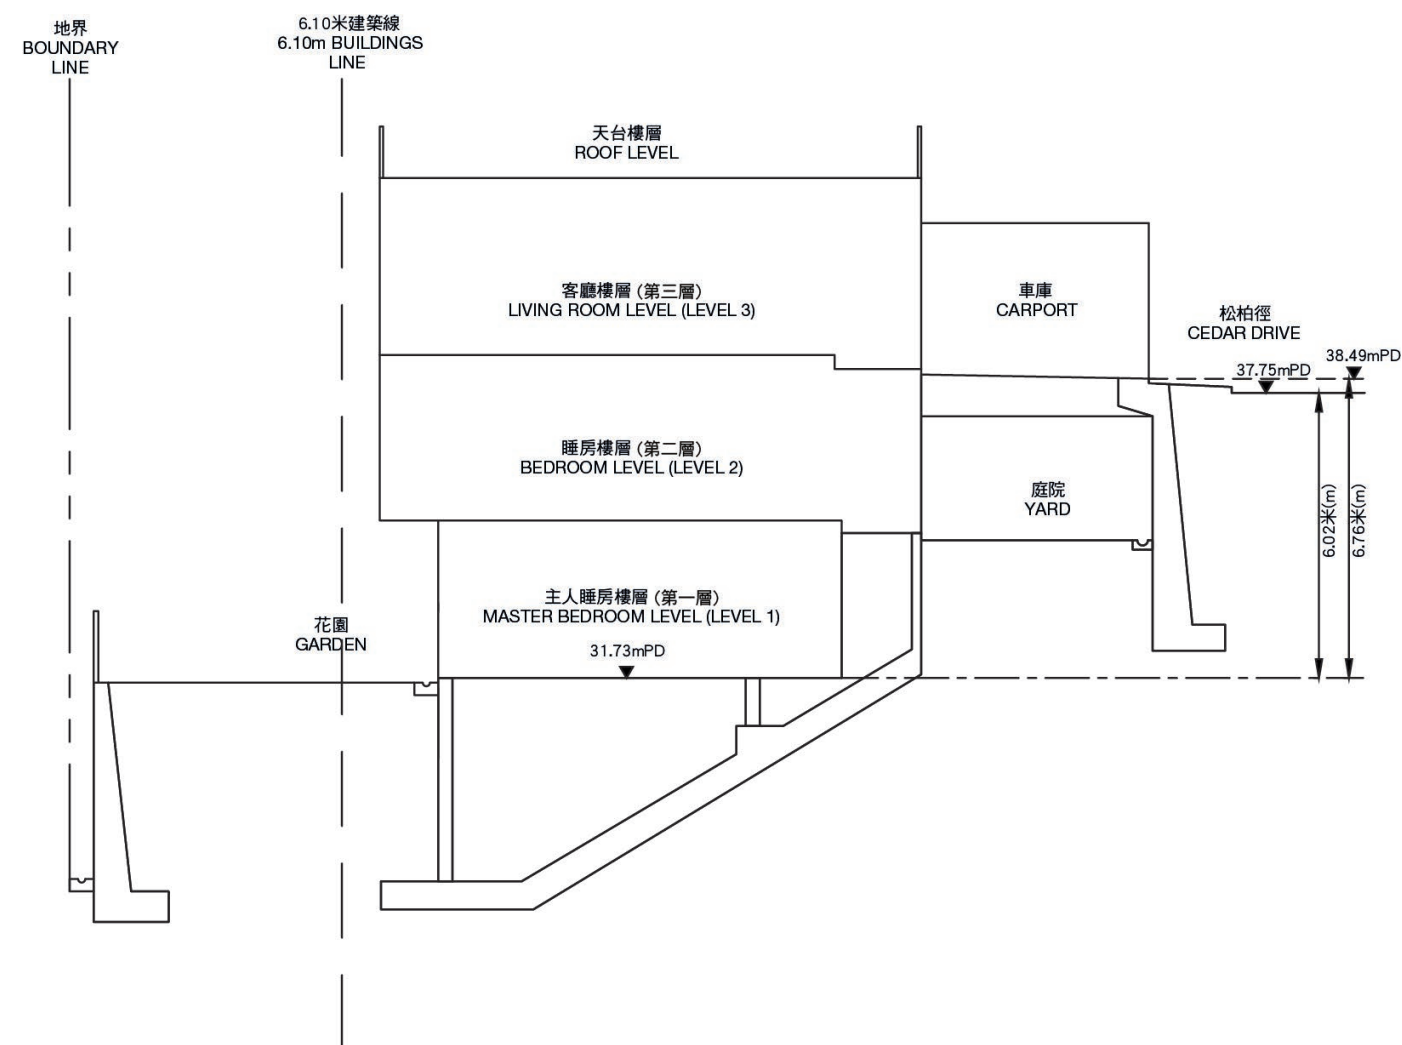 地界
BOUNDARY
LINE
6.10米建築線
6.10m BUILDINGS
LINE
天台樓層
ROOF LEVEL
客廳樓層 (第三層)
LIVING ROOM LEVEL (LEVEL 3)
車庫
CARPORT
松柏徑
CEDAR DRIVE
38.49mPD
37.75mPD
睡房樓層 (第二層)
BEDROOM LEVEL (LEVEL 2)
庭院
YARD
6.02米(m)
6.76米(m)
主人睡房樓層 (第一層)
MASTER BEDROOM LEVEL (LEVEL 1)
31.73mPD
花園
GARDEN